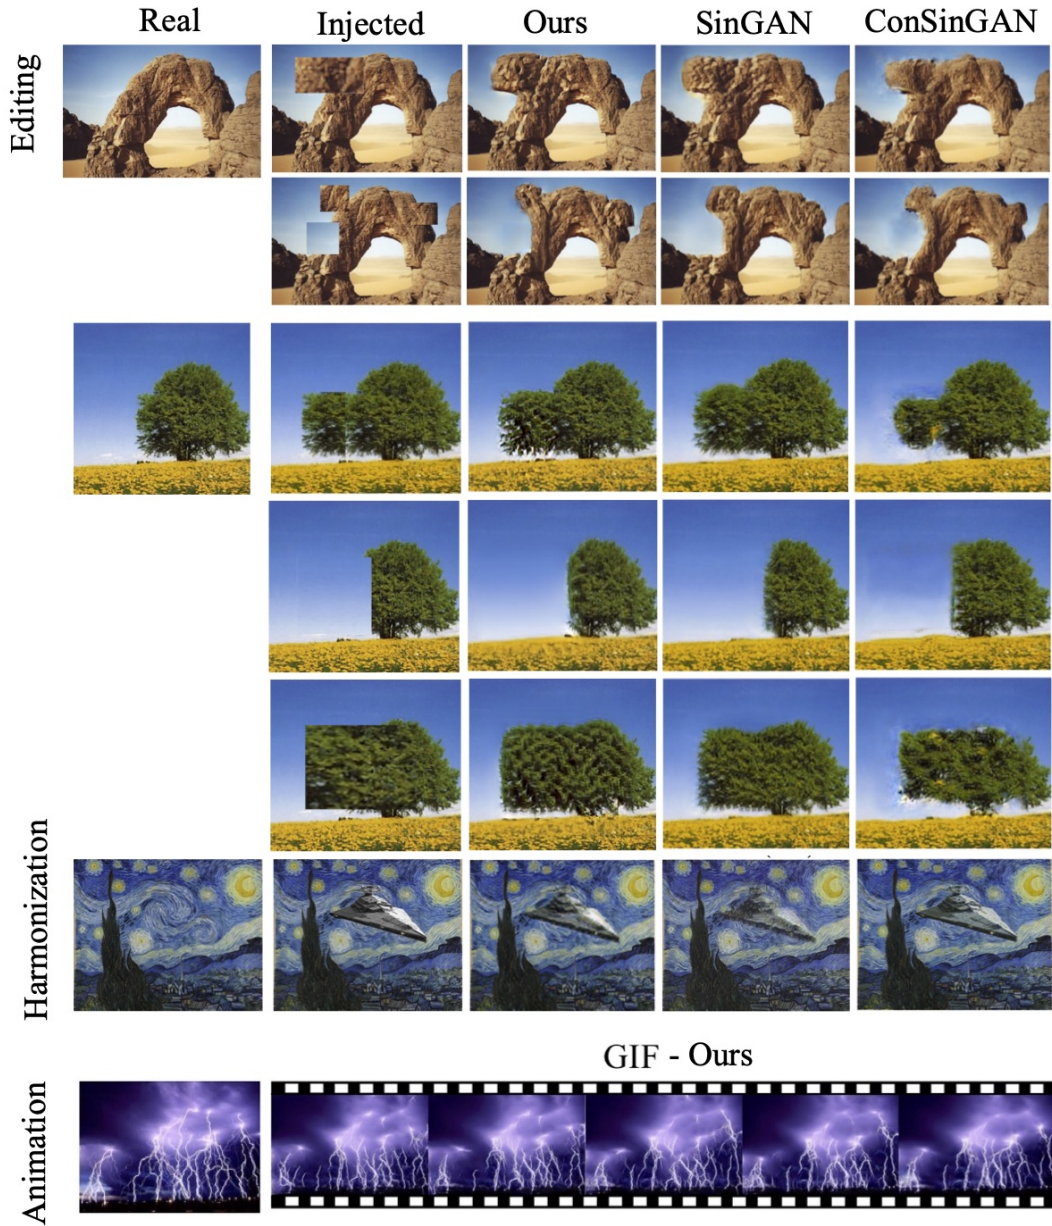 Real
Injected
Ours
SinGAN
ConSinGAN
Editing
Harmonization
GIF - Ours
Animation